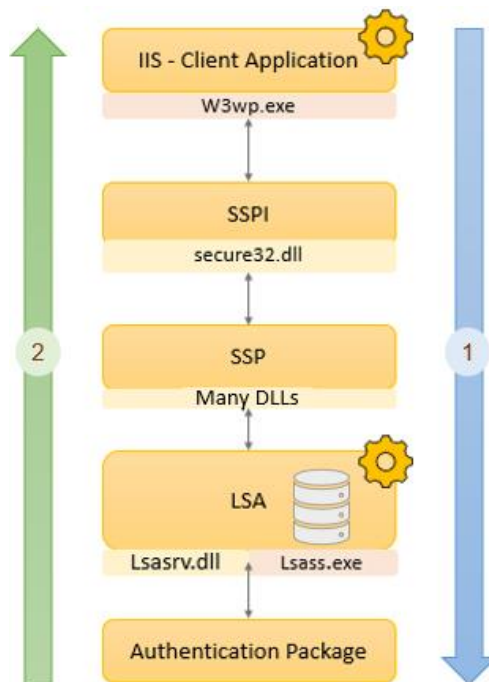 IIS - Client Application
W3wp.exe
SSPI
secure32.dll
2
SSP
1
Many DLLs
LSA
Lsasrv.dll
Lsass.exe
Authentication Package